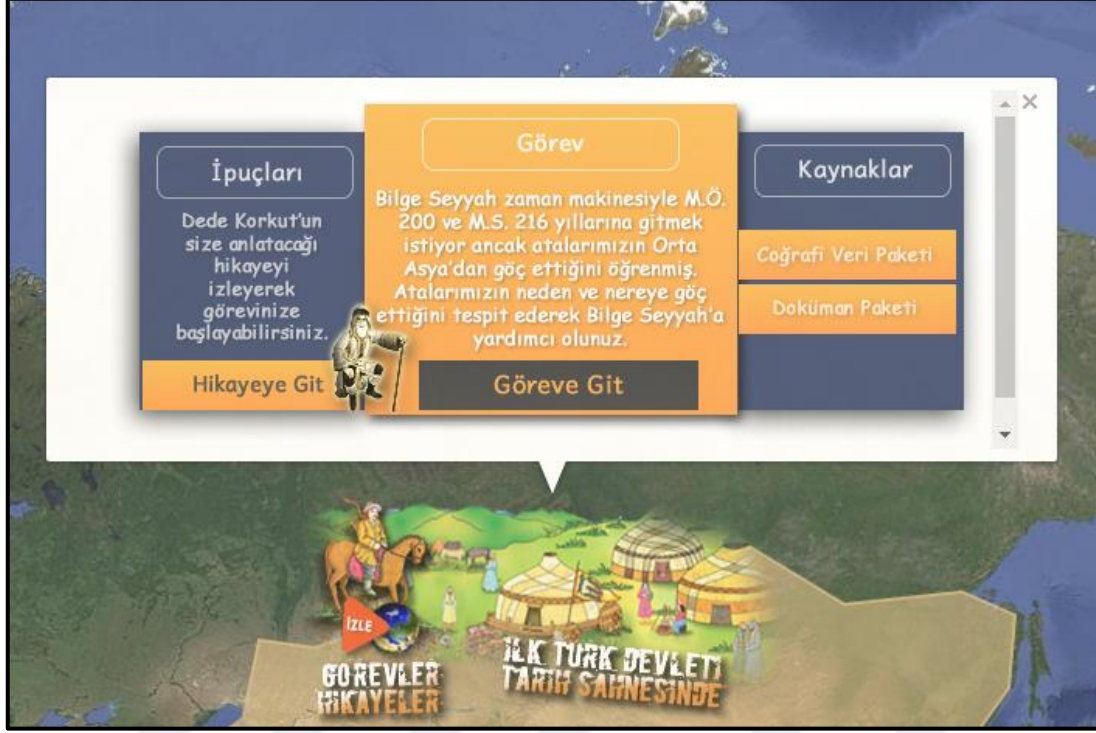 İpuçları
Dede Korkut'un
size anlatacağı
hikayeyi
izleyerek
görevinize
başlayabilirsiniz.
Hikayeye Git
Görev
Bilge Seyyah zaman makinesiyle M.Ö.
200 ve M.S. 216 yıllarına gitmek
istiyor ancak atalarımızın Orta
Asya'dan göç ettiğini öğrenmiş.
Atalarımızın neden ve nereye göç
ettiğini tespit ederek Bilge Seyyah'a
yardımcı olunuz.
Göreve Git
Kaynaklar
Coğrafi Veri Paketi
Doküman Paketi
İZLE
GÖREVLER
HİKAYELER
İLK TÜRK DEVLETİ
TARİH SAHNESİNDE